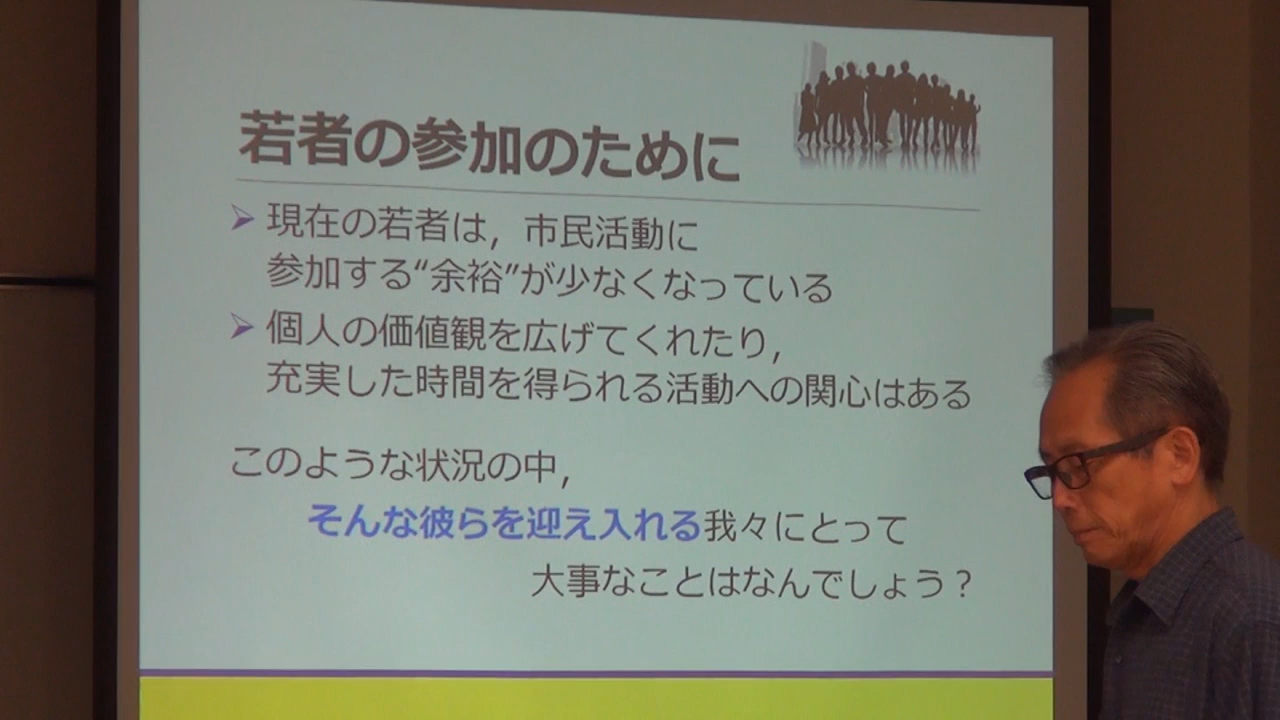 若者の参加のために
現在の若者は，市民活動に
参加する“余裕”が少なくなっている
個人の価値観を広げてくれたり，
充実した時間を得られる活動への関心はある
このような状況の中，
そんな彼らを迎え入れる我々にとって
大事なことはなんでしょう？